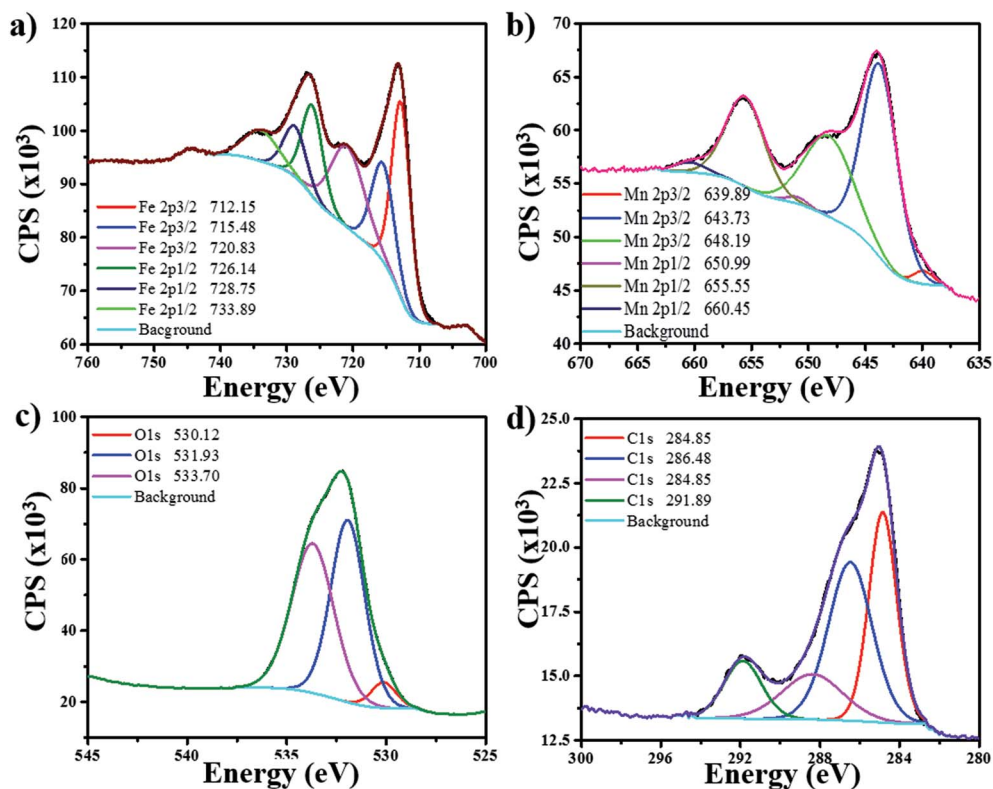 a)
120
110
100
90
80
70
60
CPS (x10³)
Fe 2p3/2 712.15
Fe 2p3/2 715.48
Fe 2p3/2 720.83
Fe 2p1/2 726.14
Fe 2p1/2 728.75
Fe 2p1/2 733.89
Bacground
760 750 740 730 720 710 700
Energy (eV)
b)
70
65
60
55
50
45
40
CPS (x10³)
Mn 2p3/2 639.89
Mn 2p3/2 643.73
Mn 2p3/2 648.19
Mn 2p1/2 650.99
Mn 2p1/2 655.55
Mn 2p1/2 660.45
Background
670 665 660 655 650 645 640 635
Energy (eV)
c)
100
80
60
40
20
CPS (x10³)
O1s 530.12
O1s 531.93
O1s 533.70
Background
545 540 535 530 525
Energy (eV)
d)
25.0
22.5
20.0
17.5
15.0
12.5
CPS (x10³)
C1s 284.85
C1s 286.48
C1s 284.85
C1s 291.89
Background
300 296 292 288 284 280
Energy (eV)